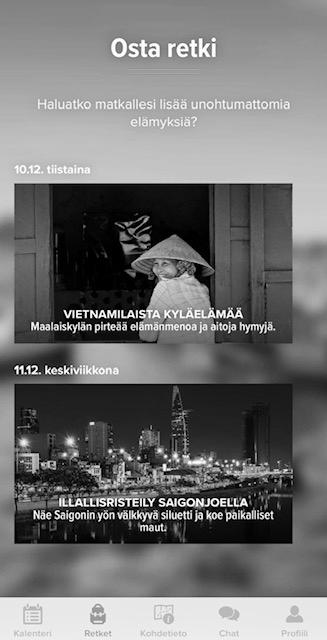 Osta retki
Haluatko matkallesi lisää unohtumattomia
elämyksiä?
10.12. tiistaina
VIETNAMILAISTA KYLÄELÄMÄÄ
Maalaiskylän pirteää elämänmenoa ja aitoja hymyjä.
11.12. keskiviikkona
ILLALLISRISTEILY SAIGONJOELLA
Näe Saigonin yön välkkyvä siluetti ja koe paikalliset
maut.
Kalenteri Retket Kohdetieto Chat Profiili